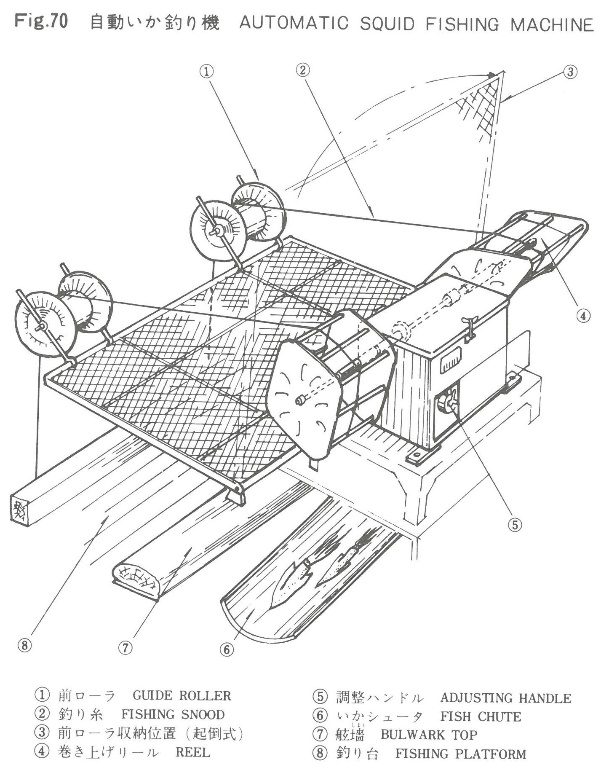 Fig.70 自動いか釣り機 AUTOMATIC SQUID FISHING MACHINE
① ② ③
④
⑤
⑧ ⑦ ⑥
① 前ローラ GUIDE ROLLER
② 釣り糸 FISHING SNOOD
③ 前ローラ収納位置（起倒式）
④ 巻き上げリール REEL
⑤ 調整ハンドル ADJUSTING HANDLE
⑥ いかシュータ FISH CHUTE
⑦ 舷墻 BULWARK TOP
⑧ 釣り台 FISHING PLATFORM